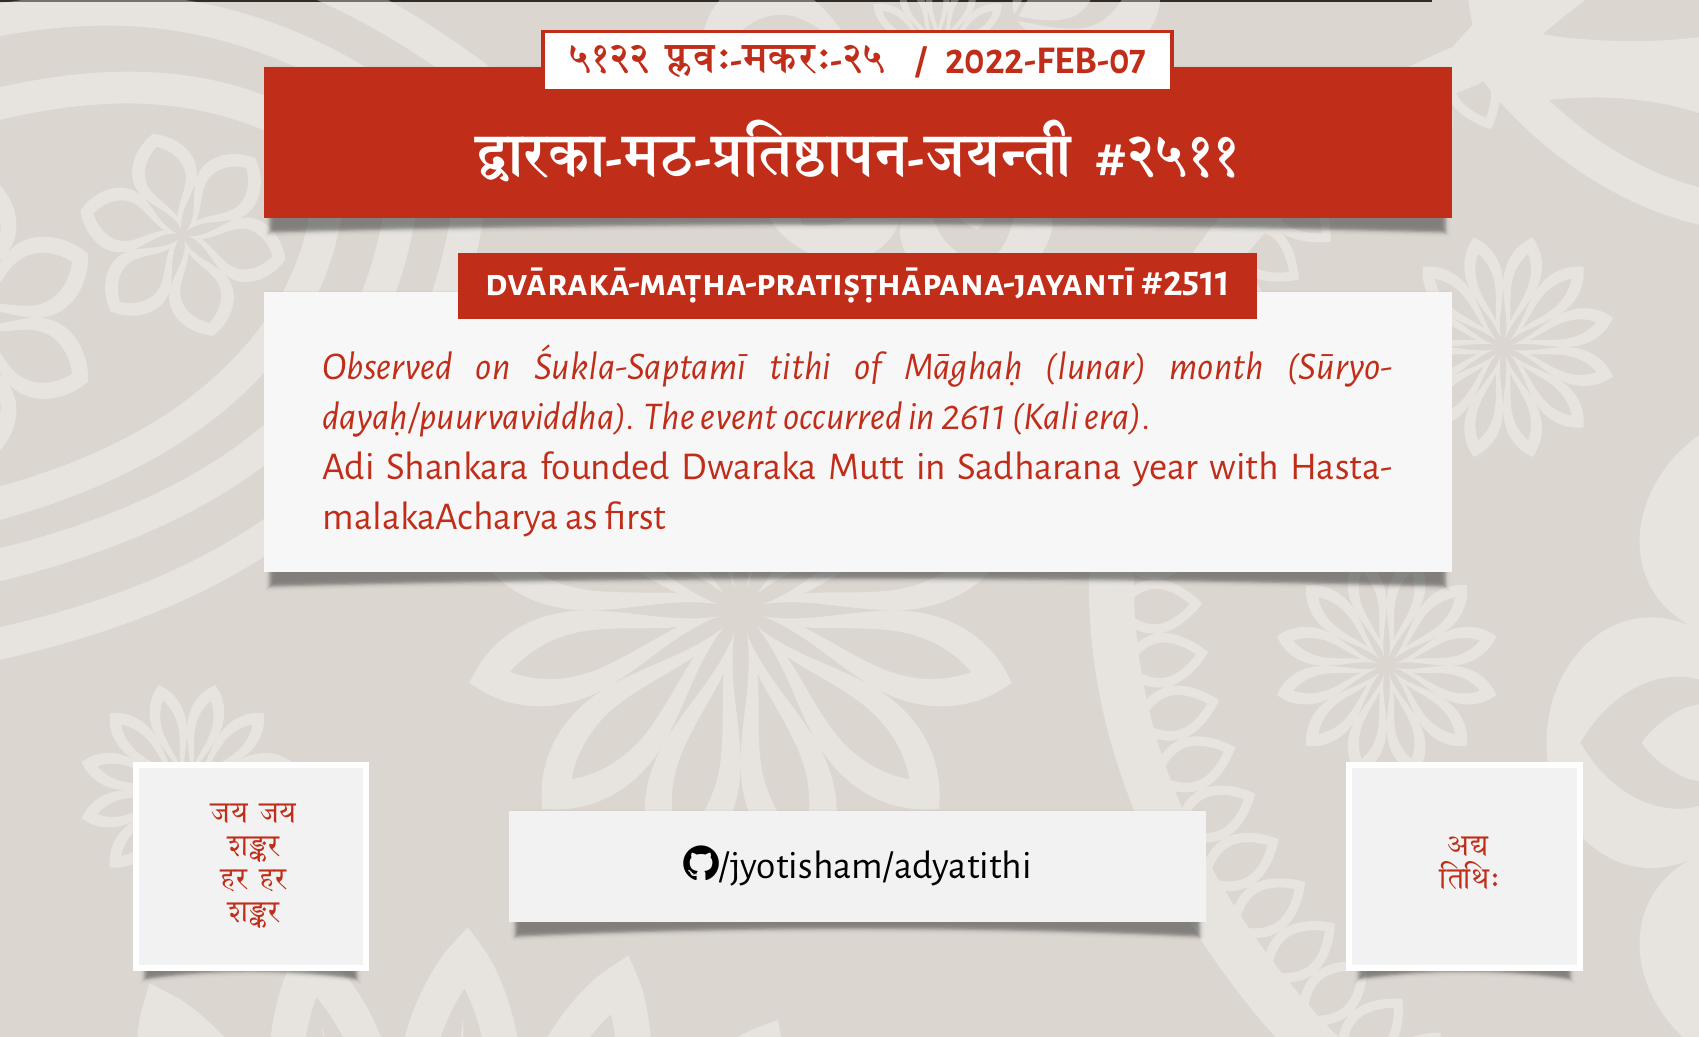 ५१२२ प्लवः-मकरः-२५ / 2022-FEB-07
द्वारका-मठ-प्रतिष्ठापन-जयन्ती #२५११
DVĀRAKĀ-MAṬHA-PRATIṢṬHĀPANA-JAYANTĪ #2511
Observed on Śukla-Saptamī tithi of Māghaḥ (lunar) month (Sūryo-
dayaḥ/puurvaviddha). The event occurred in 2611 (Kali era).
Adi Shankara founded Dwaraka Mutt in Sadharana year with Hasta-
malakaAcharya as first
जय जय
शङ्कर
हर हर
शङ्कर
/jyotisham/adyatithi
अद्य
तिथिः